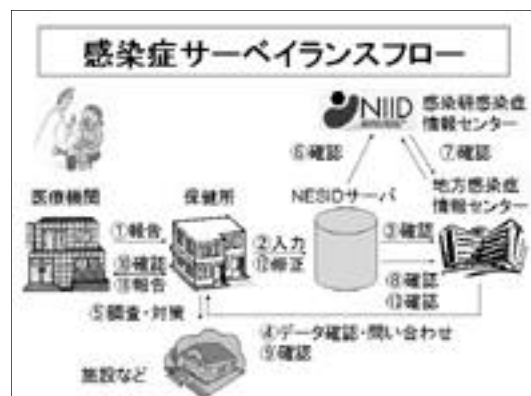 感染症サーベイランスフロー
NIID
感染研感染症
情報センター
⑥確認
⑦確認
医療機関
保健所
NESIDサーバ
地方感染症
情報センター
①報告
⑩確認
⑪報告
②入力
⑫修正
③確認
⑧確認
⑬確認
⑤調査・対策
④データ確認・問い合わせ
⑨確認
施設など